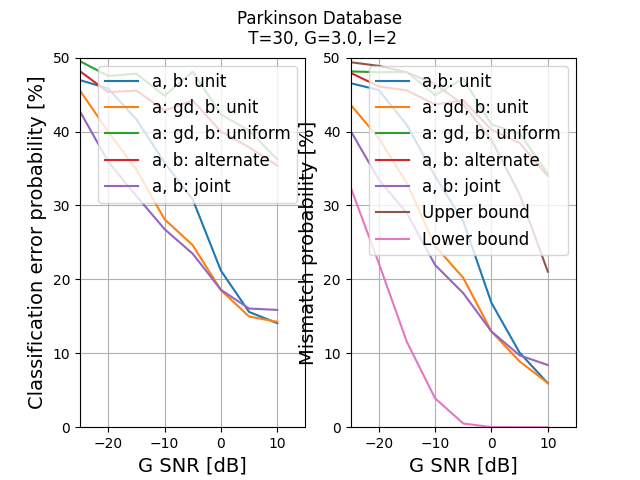 Parkinson Database
T=30, G=3.0, l=2
Classification error probability [%]
50
40
30
20
10
0
−20
−10
0
10
G SNR [dB]
a, b: unit
a: gd, b: unit
a: gd, b: uniform
a, b: alternate
a, b: joint
Mismatch probability [%]
50
40
30
20
10
0
−20
−10
0
10
G SNR [dB]
a,b: unit
a: gd, b: unit
a: gd, b: uniform
a, b: alternate
a, b: joint
Upper bound
Lower bound